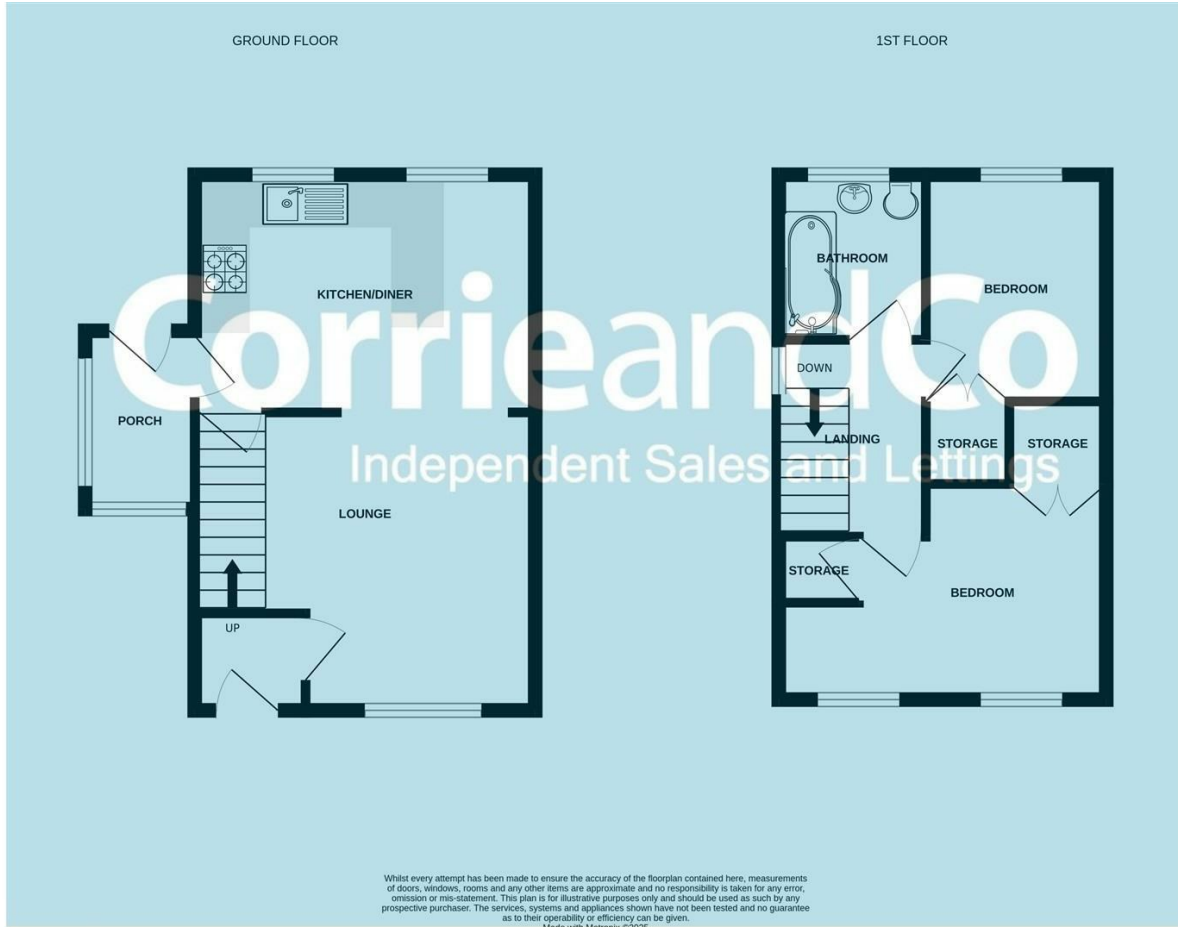 GROUND FLOOR
1ST FLOOR
BATHROOM
BEDROOM
KITCHEN/DINER
CorrieandCo
DOWN
PORCH
LANDING
STORAGE
STORAGE
Independent Sales and Lettings
LOUNGE
STORAGE
BEDROOM
UP
Whilst every attempt has been made to ensure the accuracy of the floorplan contained here, measurements
of doors, windows, rooms and any other items are approximate and no responsibility is taken for any error,
omission or mis-statement. This plan is for illustrative purposes only and should be used as such by any
prospective purchaser. The services, systems and appliances shown have not been tested and no guarantee
as to their operability or efficiency can be given.
Made with Metropix ©2025